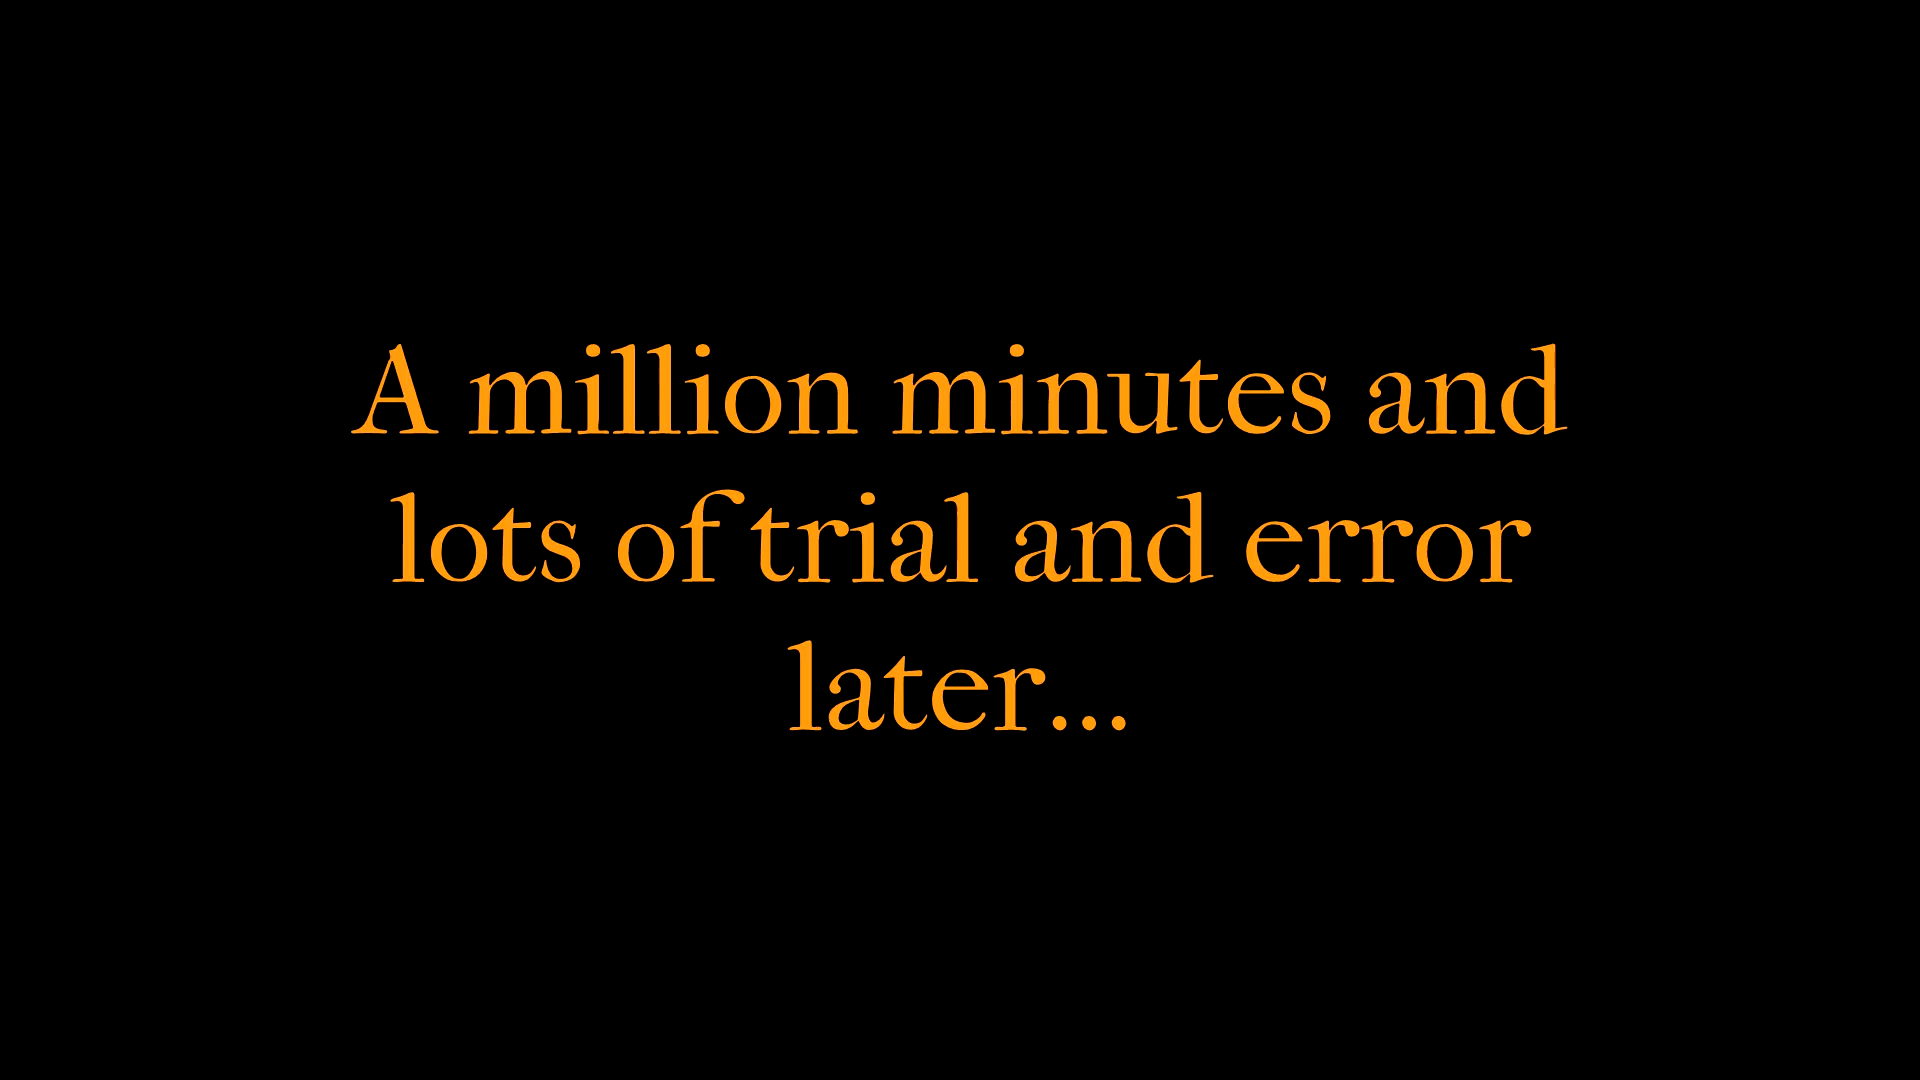 A million minutes and
lots of trial and error
later...